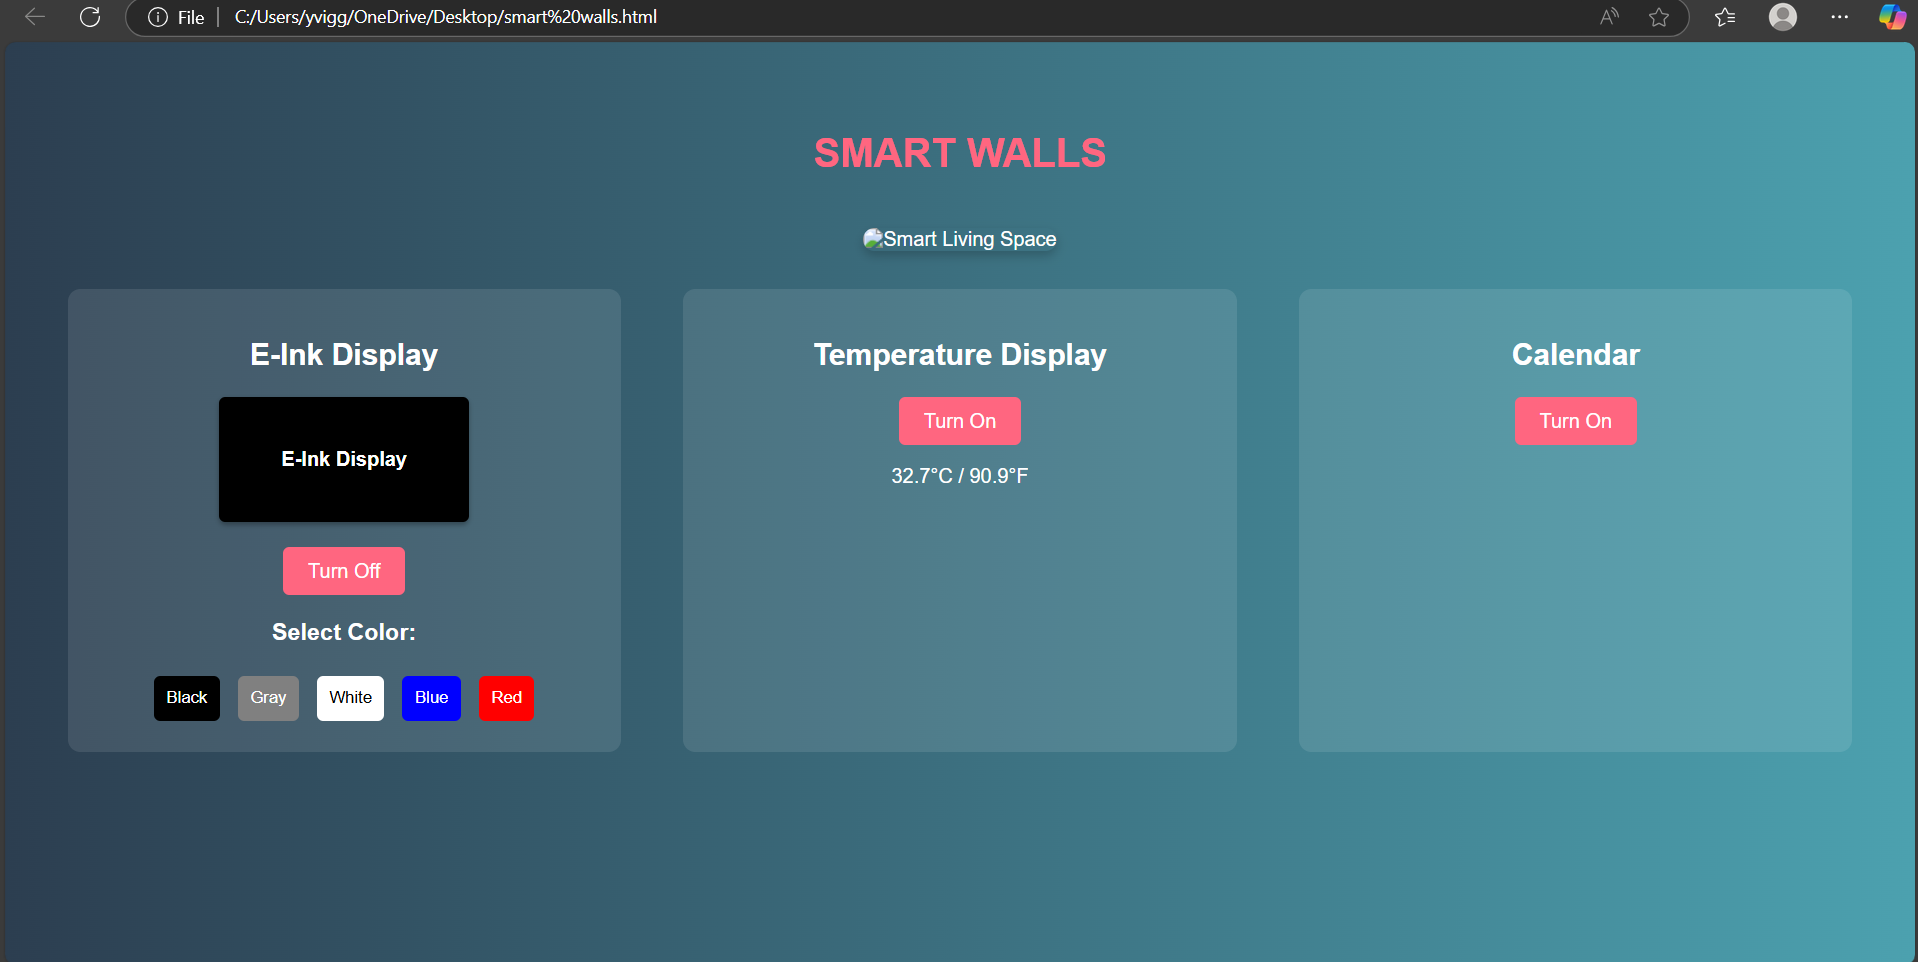 File C:/Users/yvigg/OneDrive/Desktop/smart%20walls.html
SMART WALLS
Smart Living Space
E-Ink Display
E-Ink Display
Turn Off
Select Color:
Black Gray White Blue Red
Temperature Display
Turn On
32.7°C / 90.9°F
Calendar
Turn On